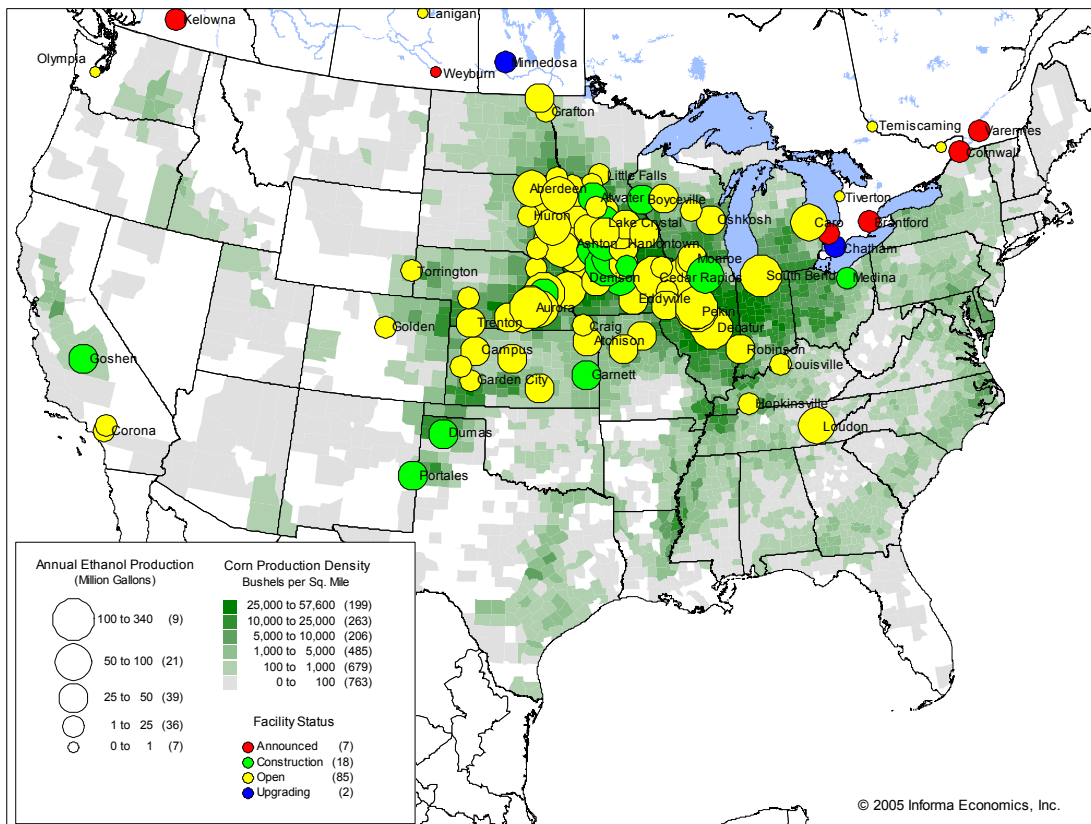 Kelowna
Lanigan
Olympia
Weyburn
Minnedosa
Grafton
Temiscaming
Varennes
Cornwall
Little Falls
Tiverton
Aberdeen
Atwater
Boyceville
Huron
Lake Crystal
Oshkosh
Caro
Brantford
Ashton
Hanlontown
Chatham
Monroe
Torrington
Denison
Cedar Rapids
South Bend
Medina
Eddyville
Aurora
Pekin
Golden
Trenton
Craig
Decatur
Atchison
Campus
Robinson
Goshen
Louisville
Garden City
Garnett
Hopkinsville
Corona
Dumas
Loudon
Portales
Annual Ethanol Production
(Million Gallons)
100 to 340 (9)
50 to 100 (21)
25 to 50 (39)
1 to 25 (36)
0 to 1 (7)
Corn Production Density
Bushels per Sq. Mile
25,000 to 57,600 (199)
10,000 to 25,000 (263)
5,000 to 10,000 (206)
1,000 to 5,000 (485)
100 to 1,000 (679)
0 to 100 (763)
Facility Status
Announced (7)
Construction (18)
Open (85)
Upgrading (2)
© 2005 Informa Economics, Inc.